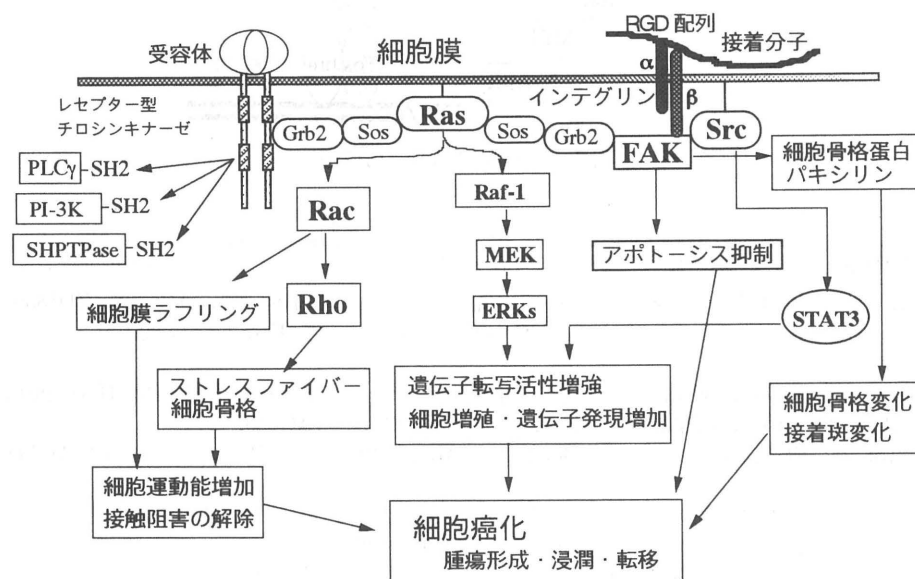 RGD 配列
受容体
細胞膜
接着分子
α
β
インテグリン
レセプター型
チロシンキナーゼ
Grb2
Sos
Ras
Sos
Grb2
FAK
Src
細胞骨格蛋白
パキシリン
PLCγ-SH2
PI-3K-SH2
SHPTPase-SH2
Rac
Raf-1
MEK
アポトーシス抑制
Rho
ERKs
STAT3
細胞膜ラフリング
ストレスファイバー
細胞骨格
遺伝子転写活性増強
細胞増殖・遺伝子発現増加
細胞骨格変化
接着斑変化
細胞運動能増加
接触阻害の解除
細胞癌化
腫瘍形成・浸潤・転移